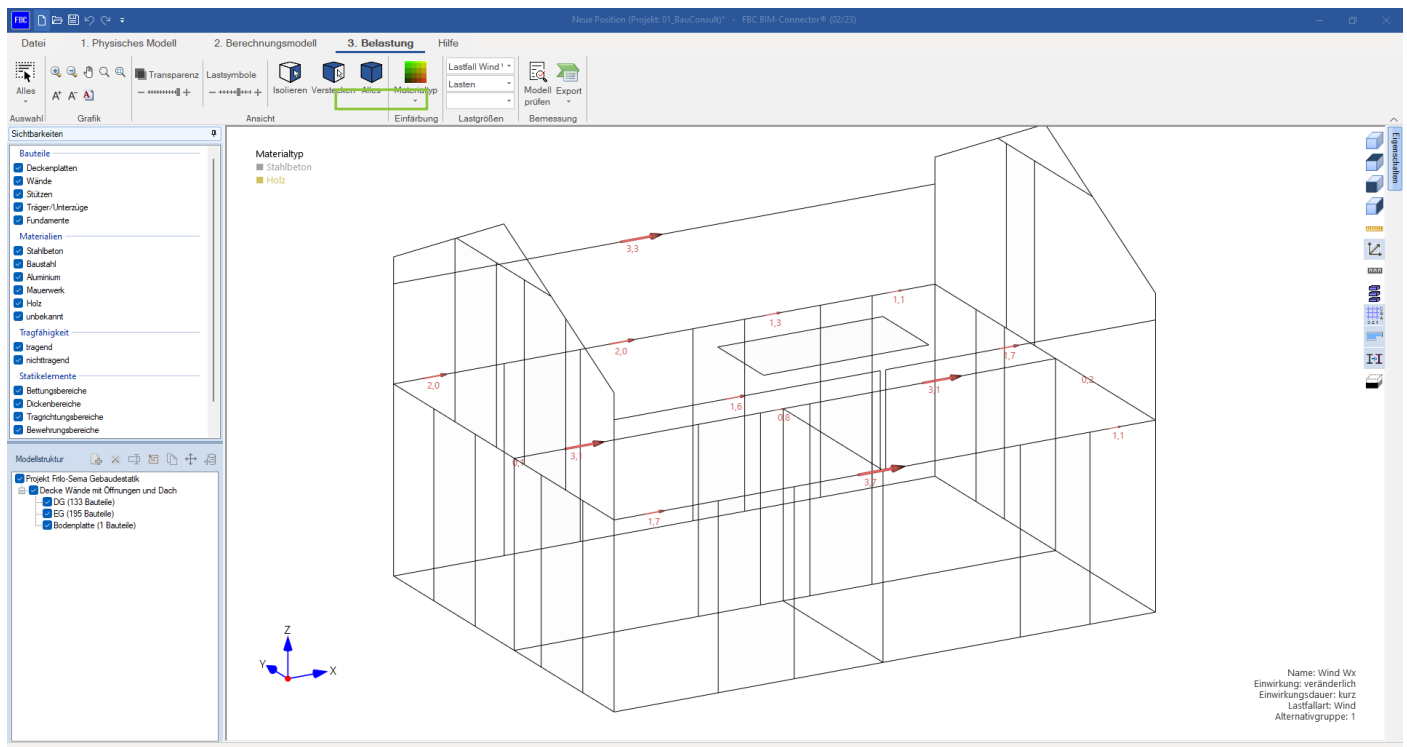 FBC Neue Position (Projekt: 01_BauConsult)* - FBC BIM-Connector® (02/23)
Datei 1. Physisches Modell 2. Berechnungsmodell 3. Belastung Hilfe
Alles
A+ A- A
Transparenz
Lastsymbole
Isolieren Verstecken Alles
Materialtyp
Lastfall Wind
Lasten
Modell prüfen
Export
Auswahl Grafik Ansicht Einfärbung Lastgrößen Bemessung
Sichtbarkeiten
Bauteile
Deckenplatten
Wände
Stützen
Träger/Unterzüge
Fundamente
Materialien
Stahlbeton
Baustahl
Aluminium
Mauerwerk
Holz
unbekannt
Tragfähigkeit
tragend
nichttragend
Statikelemente
Bettungsbereiche
Dickenbereiche
Tragrichtungsbereiche
Bewehrungsbereiche
Modellstruktur
Projekt Frilo-Sema Gebaudestatik
Decke Wände mit Öffnungen und Dach
DG (133 Bauteile)
EG (195 Bauteile)
Bodenplatte (1 Bauteile)
Materialtyp
Stahlbeton
Holz
3,3
1,1
1,3
2,0
1,7
2,0
0,3
3,1
1,6
0,8
1,1
3,1
3,7
1,7
Z
Y
X
Name: Wind Wx
Einwirkung: veränderlich
Einwirkungsdauer: kurz
Lastfallart: Wind
Alternativgruppe: 1
Eigenschaften